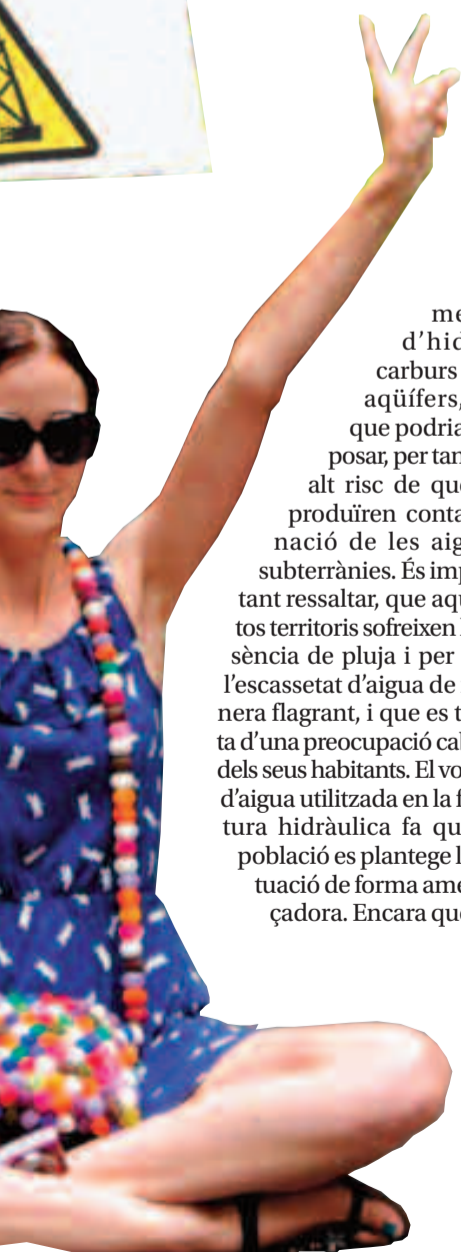 me
d'hid
carburs
aqüífers,
que podria
posar, per tan
alt risc de que
produïren conta
nació de les aig
subterrànies. És imp
tant ressaltar, que aqu
tos territoris sofreixen
sència de pluja i per
l'escassetat d'aigua de
nera flagrant, i que es t
ta d'una preocupació cab
dels seus habitants. El vo
d'aigua utilitzada en la f
tura hidràulica fa qu
població es plantege l
tuació de forma ame
çadora. Encara que